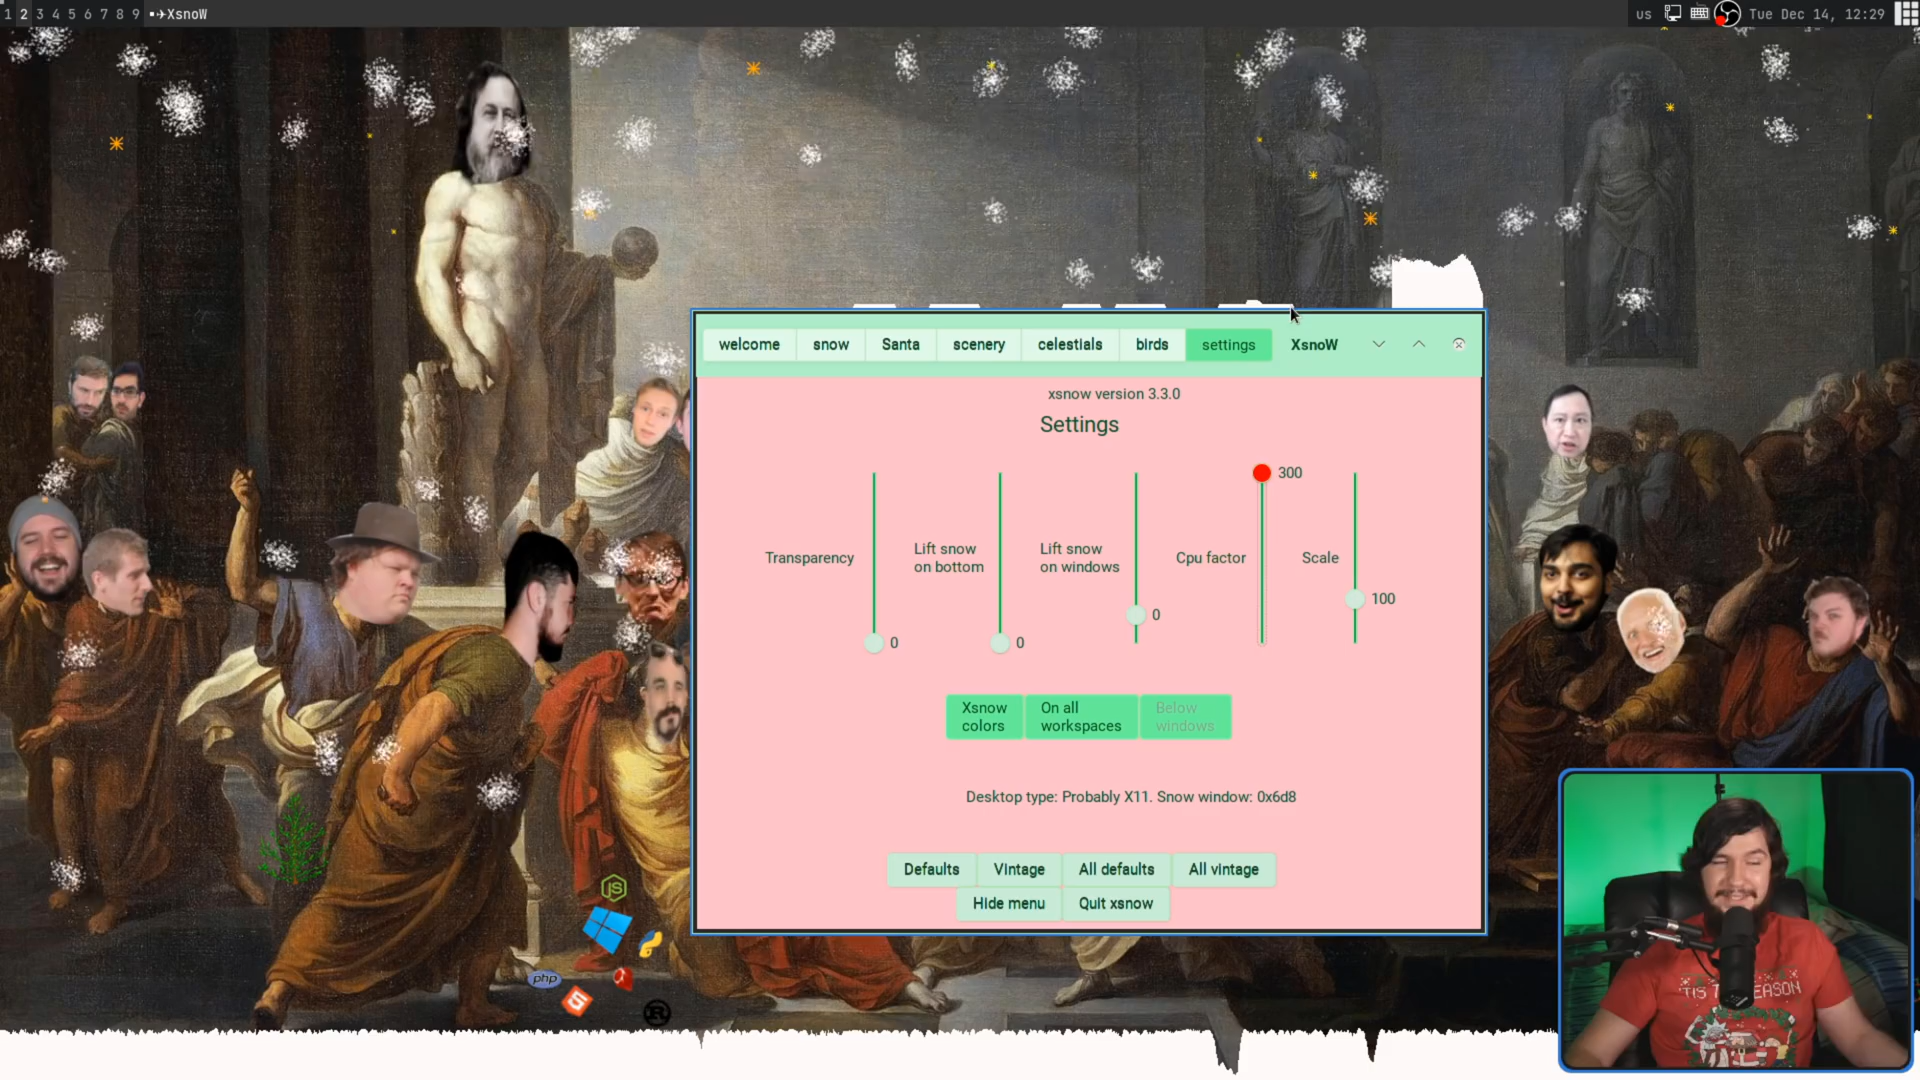 1 2 3 4 5 6 7 8 9 XsnoW
us Tue Dec 14, 12:29
welcome snow Santa scenery celestials birds settings XsnoW
xsnow version 3.3.0
Settings
300
Transparency
Lift snow
on bottom
Lift snow
on windows
Cpu factor
Scale
100
0
0
0
Xsnow
colors
On all
workspaces
Below
windows
Desktop type: Probably X11. Snow window: 0x6d8
Defaults Vintage All defaults All vintage
Hide menu Quit xsnow
JS
php
5
R